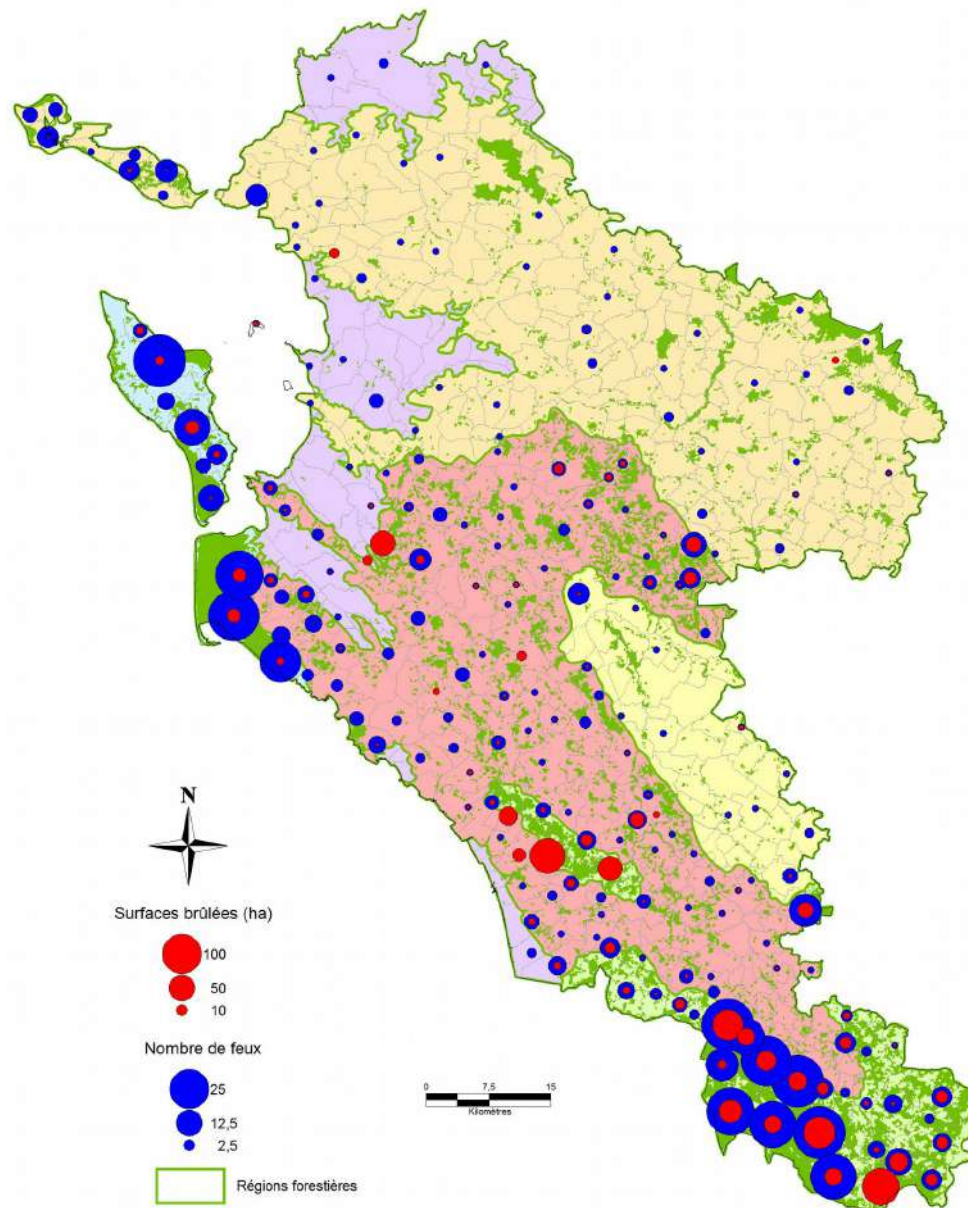 N
Surfaces brûlées (ha)
100
50
10
Nombre de feux
25
12,5
2,5
0 7,5 15
Kilomètres
Régions forestières